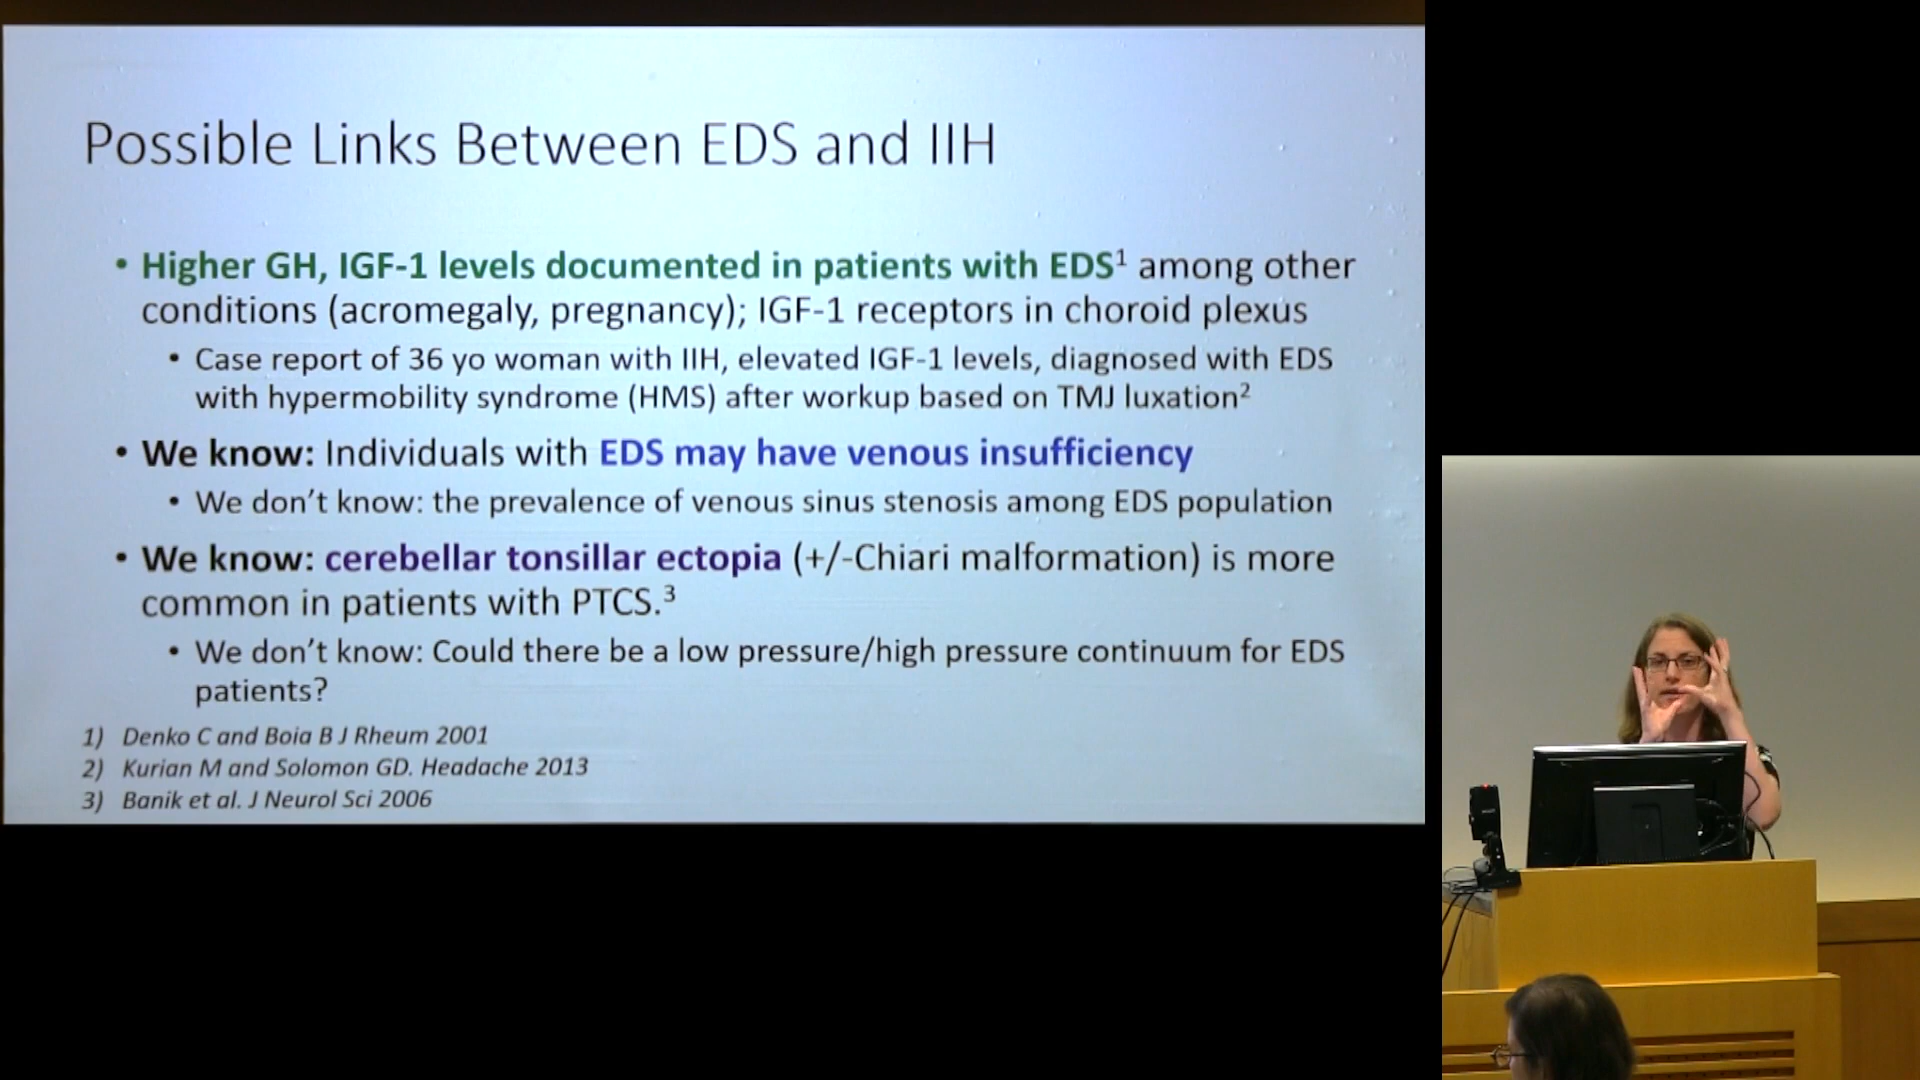 Possible Links Between EDS and IIH
• Higher GH, IGF-1 levels documented in patients with EDS¹ among other
conditions (acromegaly, pregnancy); IGF-1 receptors in choroid plexus
• Case report of 36 yo woman with IIH, elevated IGF-1 levels, diagnosed with EDS
with hypermobility syndrome (HMS) after workup based on TMJ luxation²
• We know: Individuals with EDS may have venous insufficiency
• We don't know: the prevalence of venous sinus stenosis among EDS population
• We know: cerebellar tonsillar ectopia (+/-Chiari malformation) is more
common in patients with PTCS.³
• We don't know: Could there be a low pressure/high pressure continuum for EDS
patients?
1) Denko C and Boia B J Rheum 2001
2) Kurian M and Solomon GD. Headache 2013
3) Banik et al. J Neurol Sci 2006